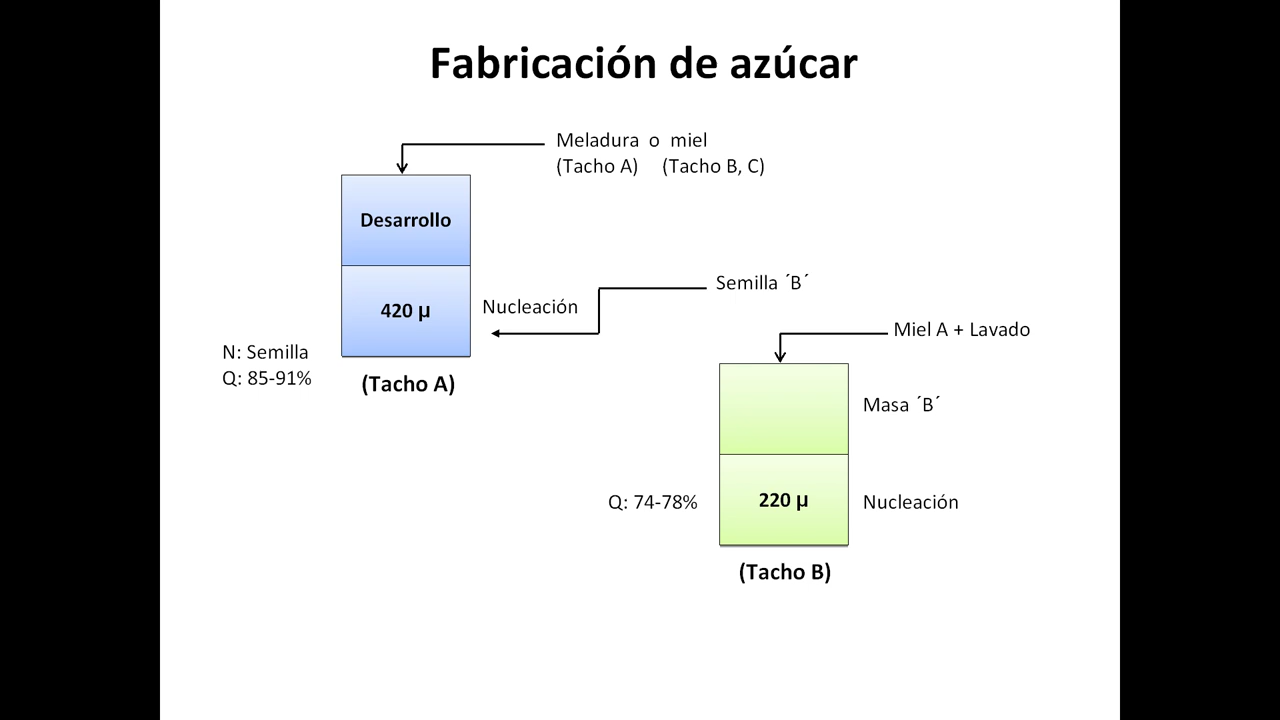 Fabricación de azúcar
Meladura o miel
(Tacho A) (Tacho B, C)
Desarrollo
Semilla ´B´
Nucleación
420 µ
Miel A + Lavado
N: Semilla
Q: 85-91%
(Tacho A)
Masa ´B´
Q: 74-78%
220 µ
Nucleación
(Tacho B)